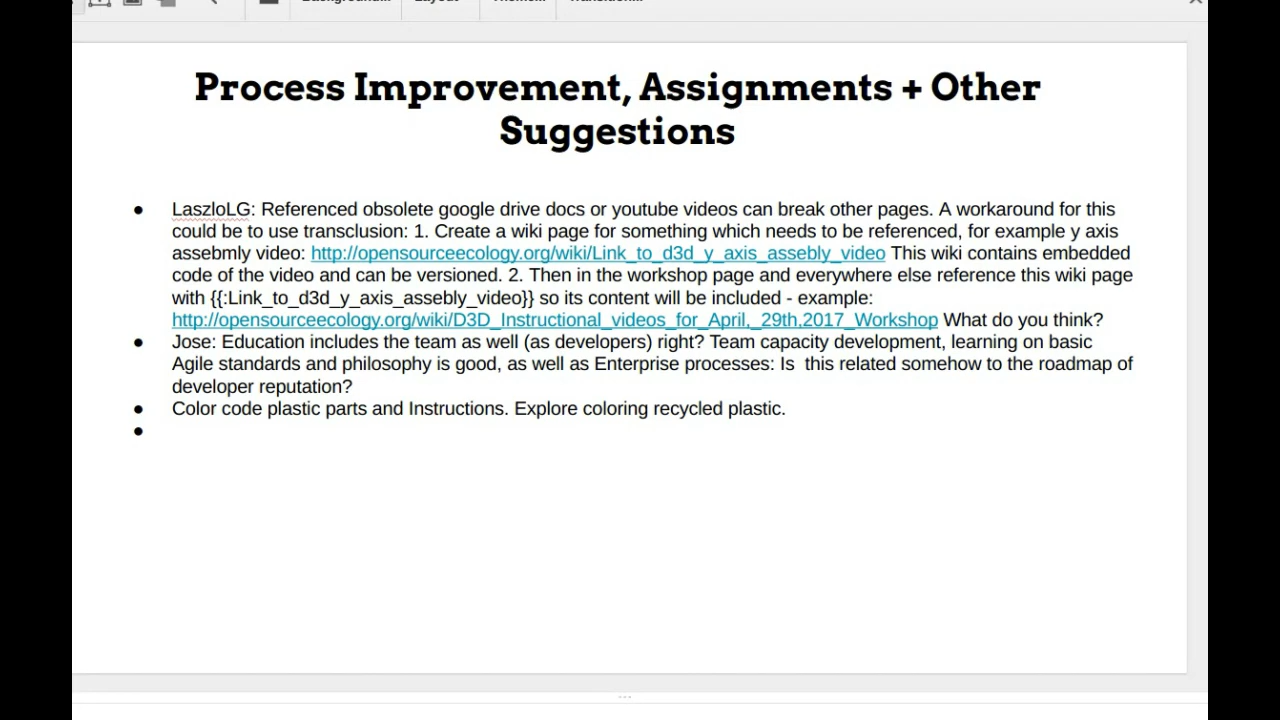 Process Improvement, Assignments + Other
Suggestions
● LaszloLG: Referenced obsolete google drive docs or youtube videos can break other pages. A workaround for this
could be to use transclusion: 1. Create a wiki page for something which needs to be referenced, for example y axis
assebmly video: http://opensourceecology.org/wiki/Link_to_d3d_y_axis_assebly_video This wiki contains embedded
code of the video and can be versioned. 2. Then in the workshop page and everywhere else reference this wiki page
with {{:Link_to_d3d_y_axis_assebly_video}} so its content will be included - example:
http://opensourceecology.org/wiki/D3D_Instructional_videos_for_April,_29th,2017_Workshop What do you think?
● Jose: Education includes the team as well (as developers) right? Team capacity development, learning on basic
Agile standards and philosophy is good, as well as Enterprise processes: Is  this related somehow to the roadmap of
developer reputation?
● Color code plastic parts and Instructions. Explore coloring recycled plastic.
●